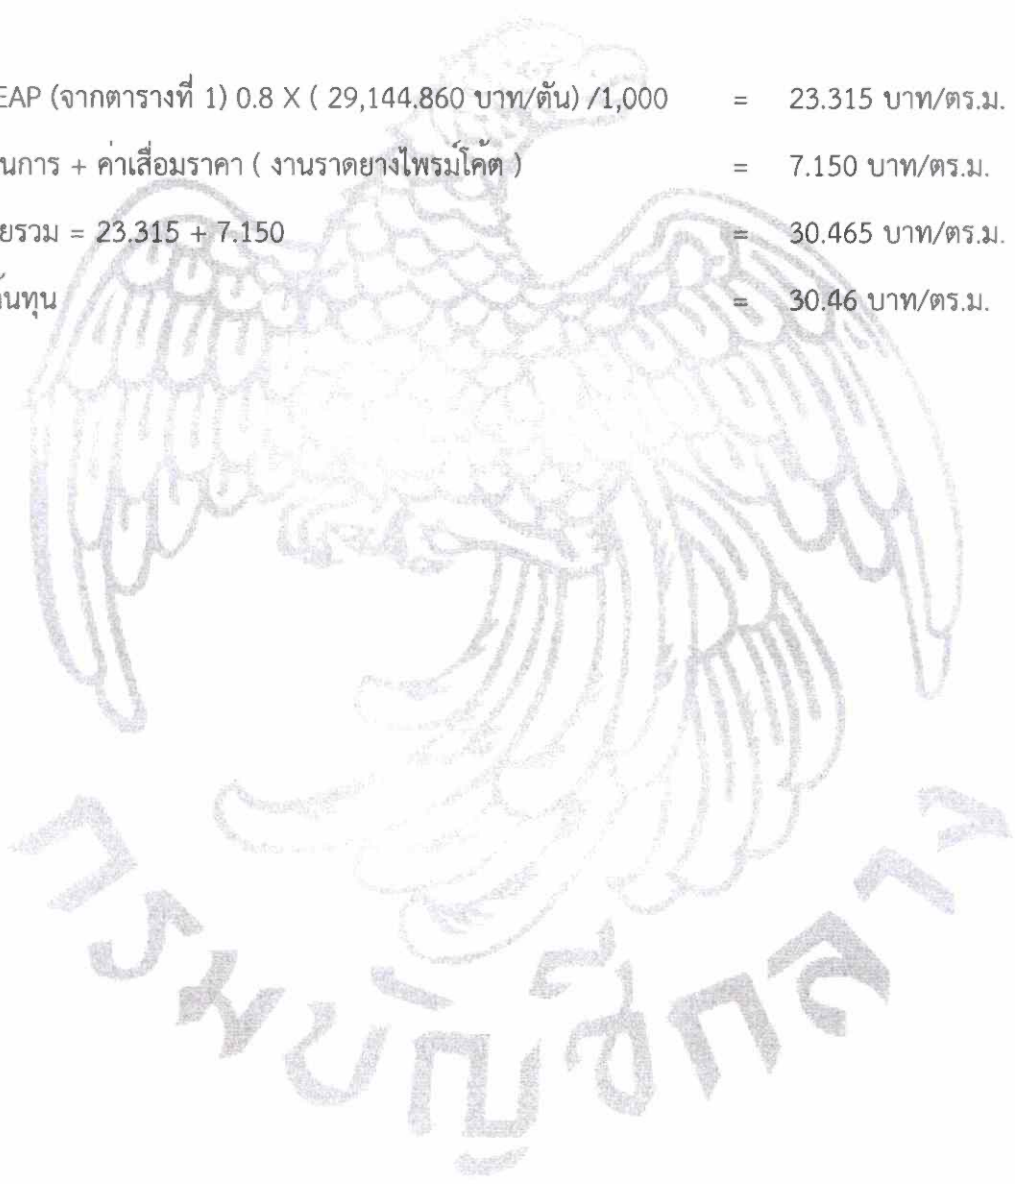 EAP (จากตารางที่ 1) 0.8 X ( 29,144.860 บาท/ตัน) /1,000 = 23.315 บาท/ตร.ม.
นการ + ค่าเสื่อมราคา ( งานราดยางไพรม์โค้ต ) = 7.150 บาท/ตร.ม.
ยรวม = 23.315 + 7.150 = 30.465 บาท/ตร.ม.
้นทุน = 30.46 บาท/ตร.ม.
กรมบัญชีกลาง